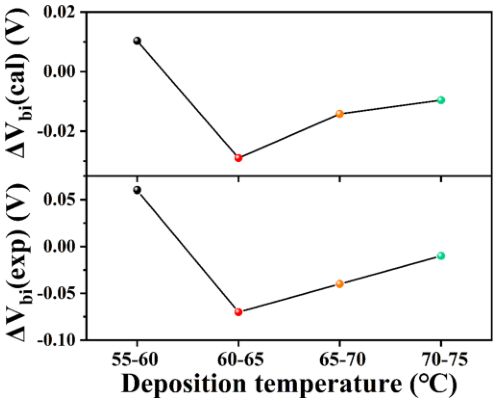 ΔVbi(cal) (V)
0.02
0.00
-0.02
ΔVbi(exp) (V)
0.05
0.00
-0.05
-0.10
55-60 60-65 65-70 70-75
Deposition temperature (°C)